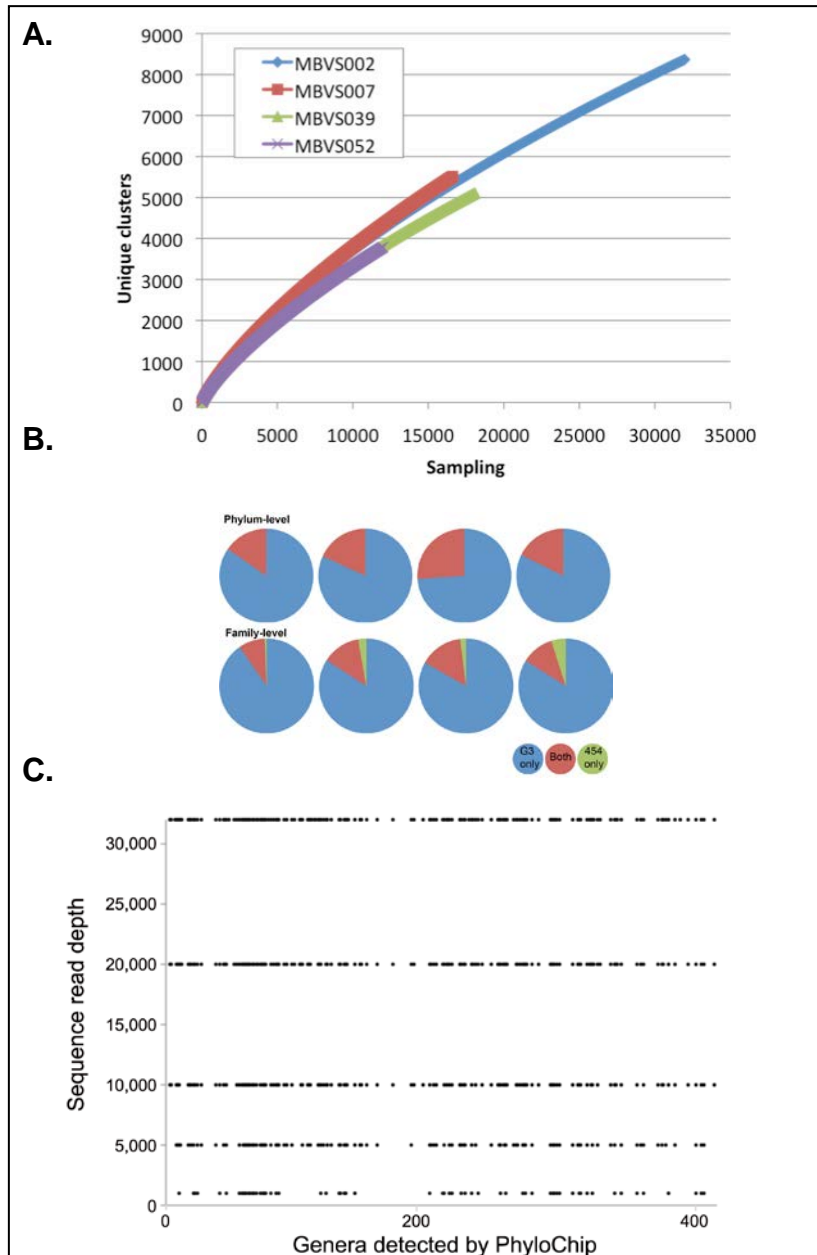 A.
9000
8000
7000
6000
5000
4000
3000
2000
1000
0
Unique clusters
MBVS002
MBVS007
MBVS039
MBVS052
0 5000 10000 15000 20000 25000 30000 35000
Sampling
B.
Phylum-level
Family-level
G3 only
Both
454 only
C.
30,000
25,000
20,000
15,000
10,000
5,000
0
Sequence read depth
0 200 400
Genera detected by PhyloChip